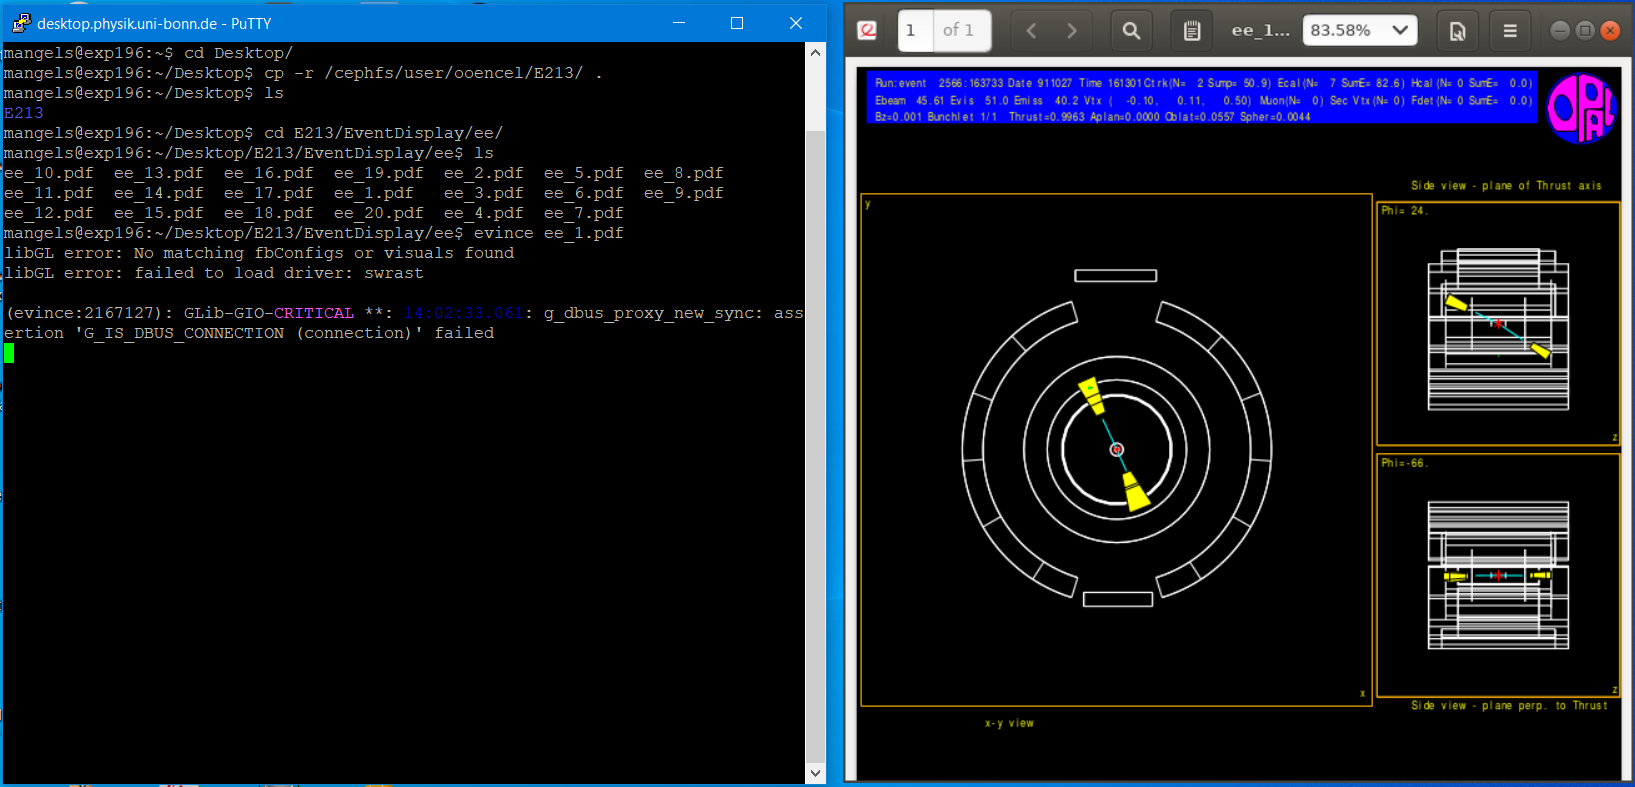 desktop.physik.uni-bonn.de - PuTTY
mangels@exp196:~$ cd Desktop/
mangels@exp196:~/Desktop$ cp -r /cephfs/user/ooencel/E213/ .
mangels@exp196:~/Desktop$ ls
E213
mangels@exp196:~/Desktop$ cd E213/EventDisplay/ee/
mangels@exp196:~/Desktop/E213/EventDisplay/ee$ ls
ee_10.pdf  ee_13.pdf  ee_16.pdf  ee_19.pdf  ee_2.pdf  ee_5.pdf  ee_8.pdf
ee_11.pdf  ee_14.pdf  ee_17.pdf  ee_1.pdf   ee_3.pdf  ee_6.pdf  ee_9.pdf
ee_12.pdf  ee_15.pdf  ee_18.pdf  ee_20.pdf  ee_4.pdf  ee_7.pdf
mangels@exp196:~/Desktop/E213/EventDisplay/ee$ evince ee_1.pdf
libGL error: No matching fbConfigs or visuals found
libGL error: failed to load driver: swrast
(evince:2167127): GLib-GIO-CRITICAL **: 14:02:33.061: g_dbus_proxy_new_sync: ass
ertion 'G_IS_DBUS_CONNECTION (connection)' failed
1 of 1 ee_1... 83.58%
Run:event 2566:163733 Date 911027 Time 161301 Ctrk(N= 2 Sump= 50.9) Ecal(N= 7 SumE= 82.6) Hcal(N= 0 SumE= 0.0)
Ebeam 45.61 Evis 51.0 Emiss 40.2 Vtx ( -0.10, 0.11, 0.50) Muon(N= 0) Sec Vtx(N= 0) Fdet(N= 0 SumE= 0.0)
Bz=0.001 Bunchlet 1/1 Thrust=0.9963 Aplan=0.0000 Oblat=0.0557 Spher=0.0044
OPAL
Side view - plane of Thrust axis
y
Phi= 24.
z
Phi=-66.
x
z
Side view - plane perp. to Thrust
x-y view